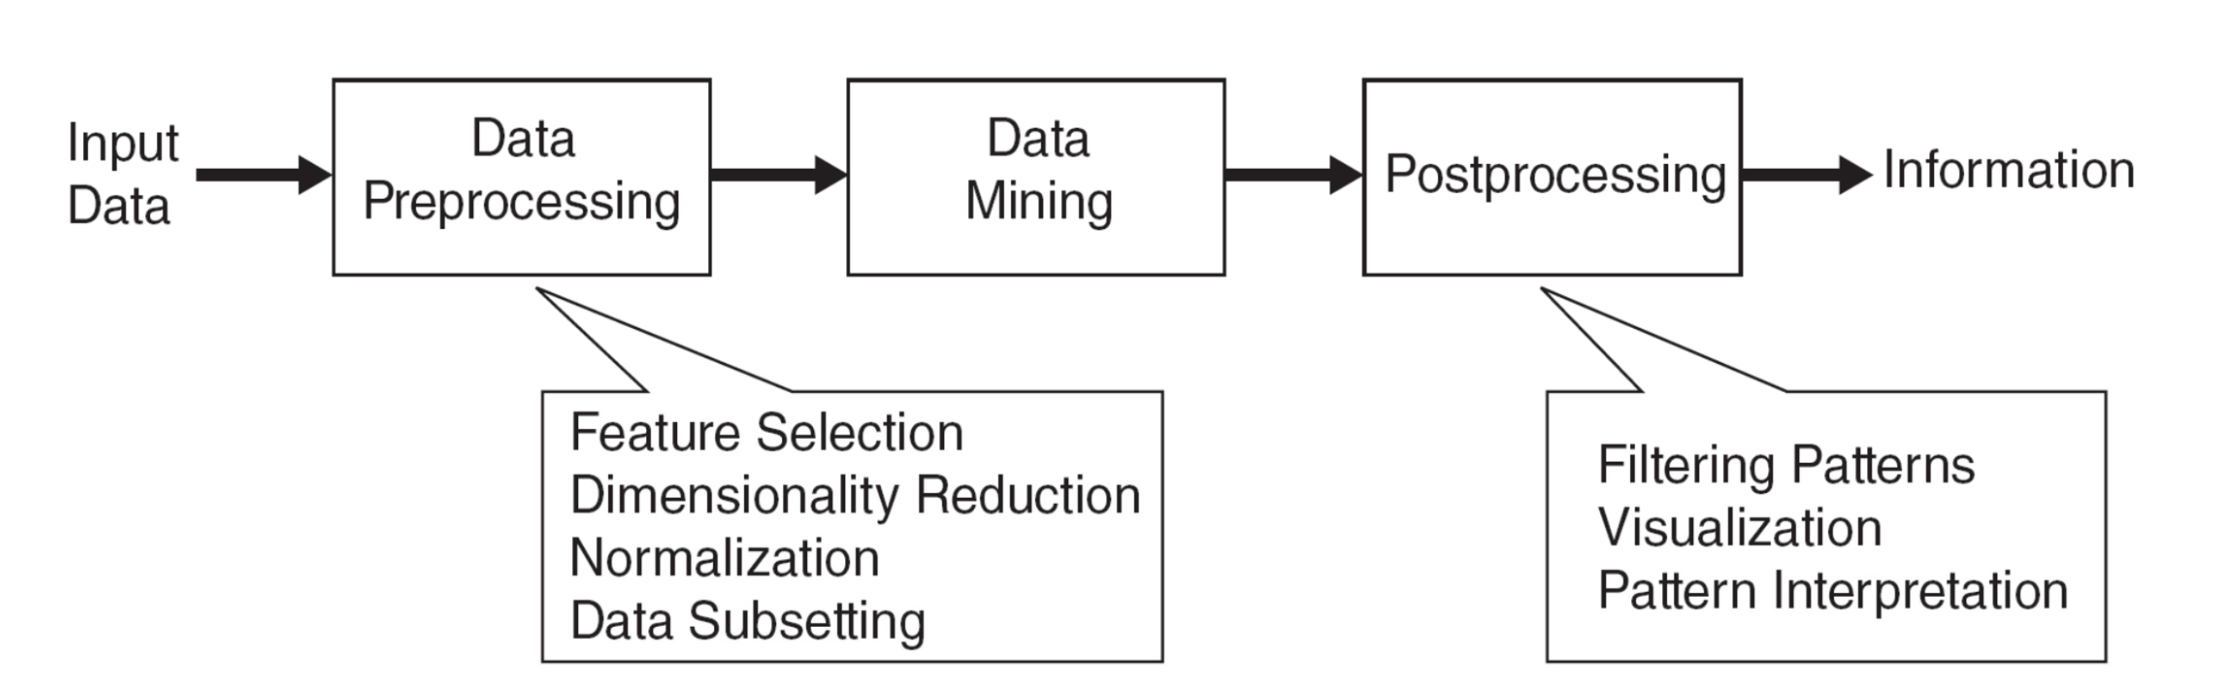 Input
Data
Data
Preprocessing
Data
Mining
Postprocessing
Information
Feature Selection
Dimensionality Reduction
Normalization
Data Subsetting
Filtering Patterns
Visualization
Pattern Interpretation